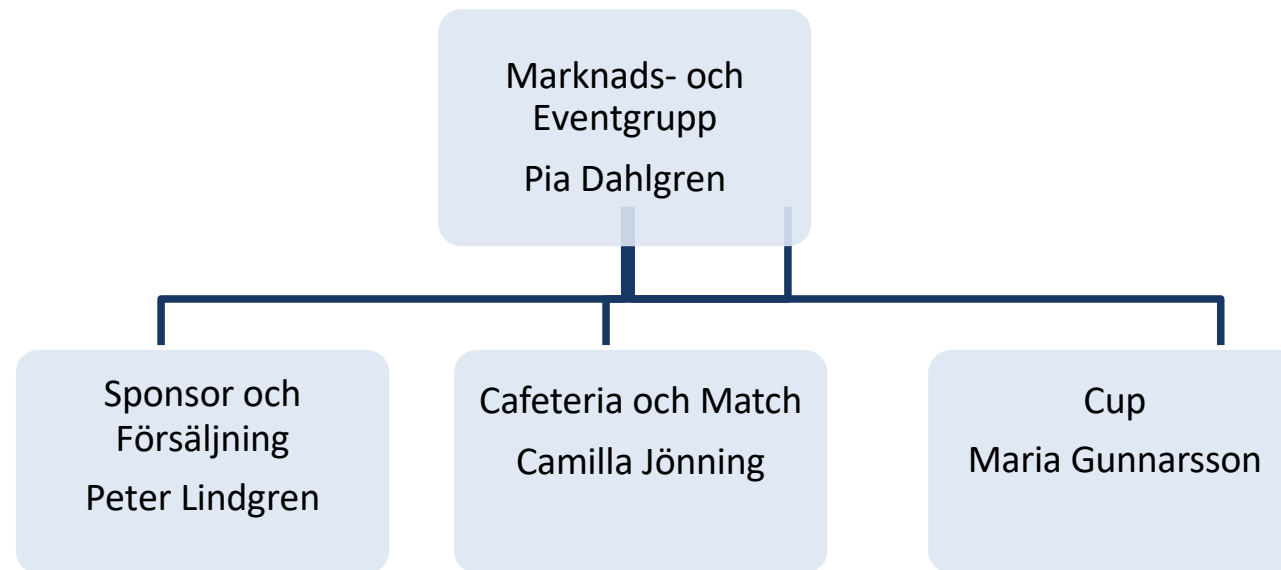 Marknads- och
Eventgrupp
Pia Dahlgren
Sponsor och
Försäljning
Peter Lindgren
Cafeteria och Match
Camilla Jönning
Cup
Maria Gunnarsson